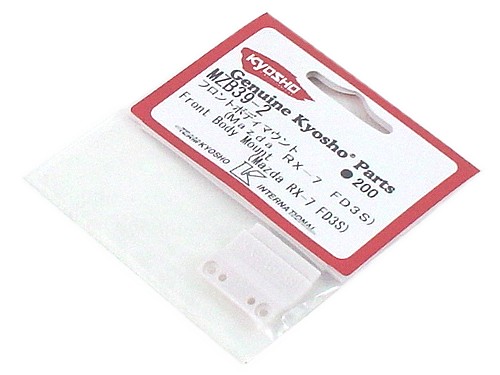 KYOSHO
Genuine Kyosho® Parts
MZB39-2 ●200
フロントボディマウント
(Mazda RX-7 FD3S)
Front Body Mount
(Mazda RX-7 FD3S)
KYOSHO
INTERNATIONAL